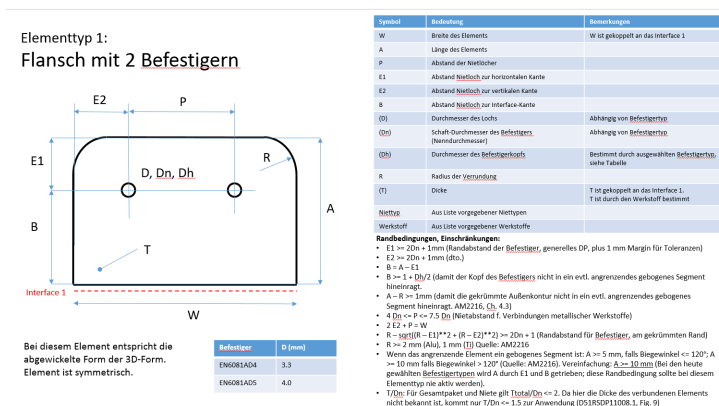 Elementtyp 1:
Flansch mit 2 Befestigern
E2
P
E1
R
D, Dn, Dh
A
B
T
Interface 1
W
Bei diesem Element entspricht die
abgewickelte Form der 3D-Form.
Element ist symmetrisch.
Befestiger D (mm)
EN6081AD4 3.3
EN6081AD5 4.0
Symbol Bedeutung Bemerkungen
W Breite des Elements W ist gekoppelt an das Interface 1
A Länge des Elements
P Abstand der Nietlöcher
E1 Abstand Nietloch zur horizontalen Kante
E2 Abstand Nietloch zur vertikalen Kante
B Abstand Nietloch zur Interface-Kante
(D) Durchmesser des Lochs Abhängig von Befestigertyp
(Dn) Schaft-Durchmesser des Befestigers Abhängig von Befestigertyp
(Nenndurchmesser)
(Dh) Durchmesser des Befestigerkopfs Bestimmt durch ausgewählten Befestigertyp,
siehe Tabelle
R Radius der Verrundung
(T) Dicke T ist gekoppelt an das Interface 1.
T ist durch den Werkstoff bestimmt
Niettyp Aus Liste vorgegebener Niettypen
Werkstoff Aus Liste vorgegebener Werkstoffe
Randbedingungen, Einschränkungen:
• E1 >= 2Dn + 1mm (Randabstand der Befestiger, generelles DP, plus 1 mm Margin für Toleranzen)
• E2 >= 2Dn + 1mm (dto.)
• B = A – E1
• B >= 1 + Dh/2 (damit der Kopf des Befestigers nicht in ein evtl. angrenzendes gebogenes Segment
hineinragt.
• A – R >= 1mm (damit die gekrümmte Außenkontur nicht in ein evtl. angrenzendes gebogenes
Segment hineinragt. AM2216, Ch. 4.3)
• 4 Dn <= P <= 7.5 Dn (Nietabstand f. Verbindungen metallischer Werkstoffe)
• 2 E2 + P = W
• R – sqrt((R – E1)**2 + (R – E2)**2) >= 2Dn + 1 (Randabstand für Befestiger, am gekrümmten Rand)
• R >= 2 mm (Alu), 1 mm (Ti) Quelle: AM2216
• Wenn das angrenzende Element ein gebogenes Segment ist: A >= 5 mm, falls Biegewinkel <= 120°; A
>= 10 mm falls Biegewinkel > 120° (Quelle: AM2216). Vereinfachung: A >= 10 mm (Bei den heute
gewählten Befestigertypen wird A durch E1 und B getrieben; diese Randbedingung sollte bei diesem
Elementtyp nie aktiv werden).
• T/Dn: Für Gesamtpaket und Niete gilt Ttotal/Dn <= 2. Da hier die Dicke des verbundenen Elements
nicht bekannt ist, kommt nur T/Dn <= 1.5 zur Anwendung (D51RSDP11008.1, Fig. 9)